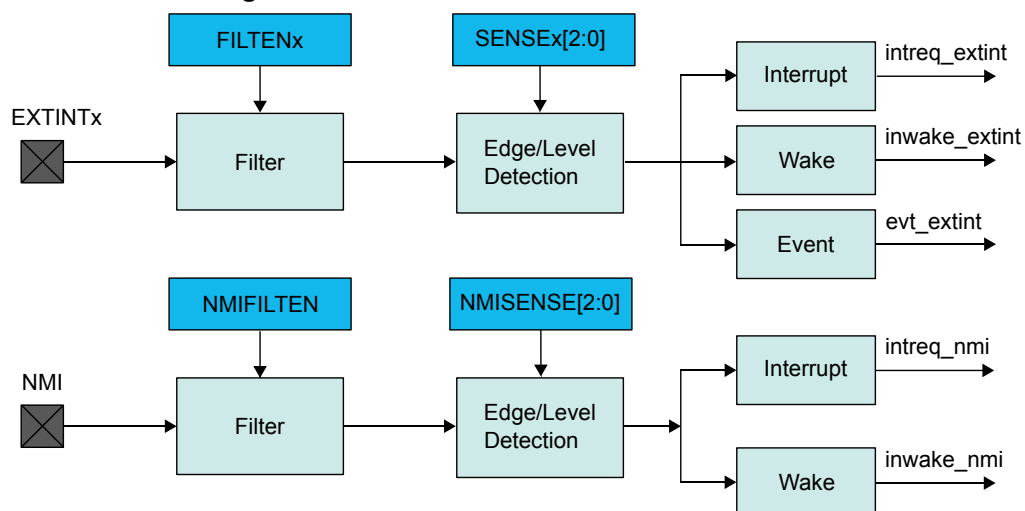 FILTENx
SENSEx[2:0]
intreq_extint
Interrupt
EXTINTx
Filter
Edge/Level
Detection
inwake_extint
Wake
evt_extint
Event
NMIFILTEN
NMISENSE[2:0]
intreq_nmi
Interrupt
NMI
Filter
Edge/Level
Detection
inwake_nmi
Wake